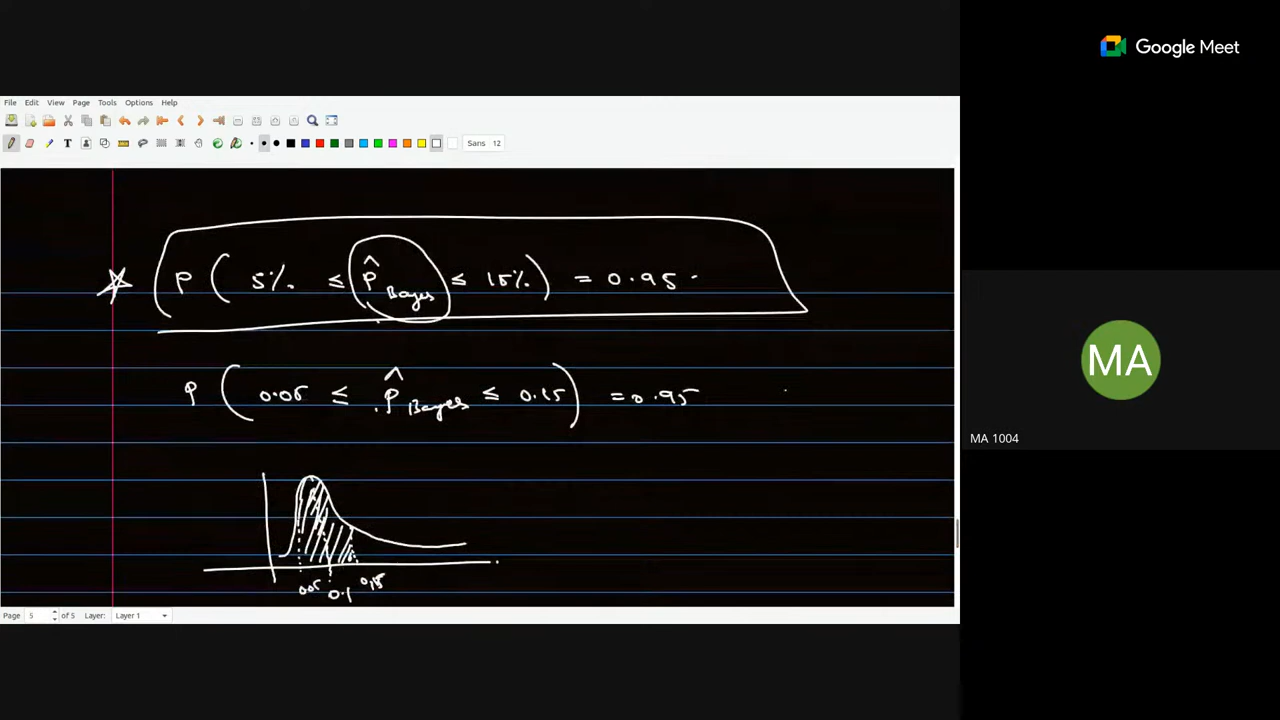 Google Meet
File Edit View Page Tools Options Help
Sans 12
P ( 5% ≤ p̂ Bayes ≤ 15% ) = 0.95
P ( 0.05 ≤ p̂ Bayes ≤ 0.15 ) = 0.95
0.05 0.1 0.15
MA
MA 1004
Page 5 of 5 Layer: Layer 1